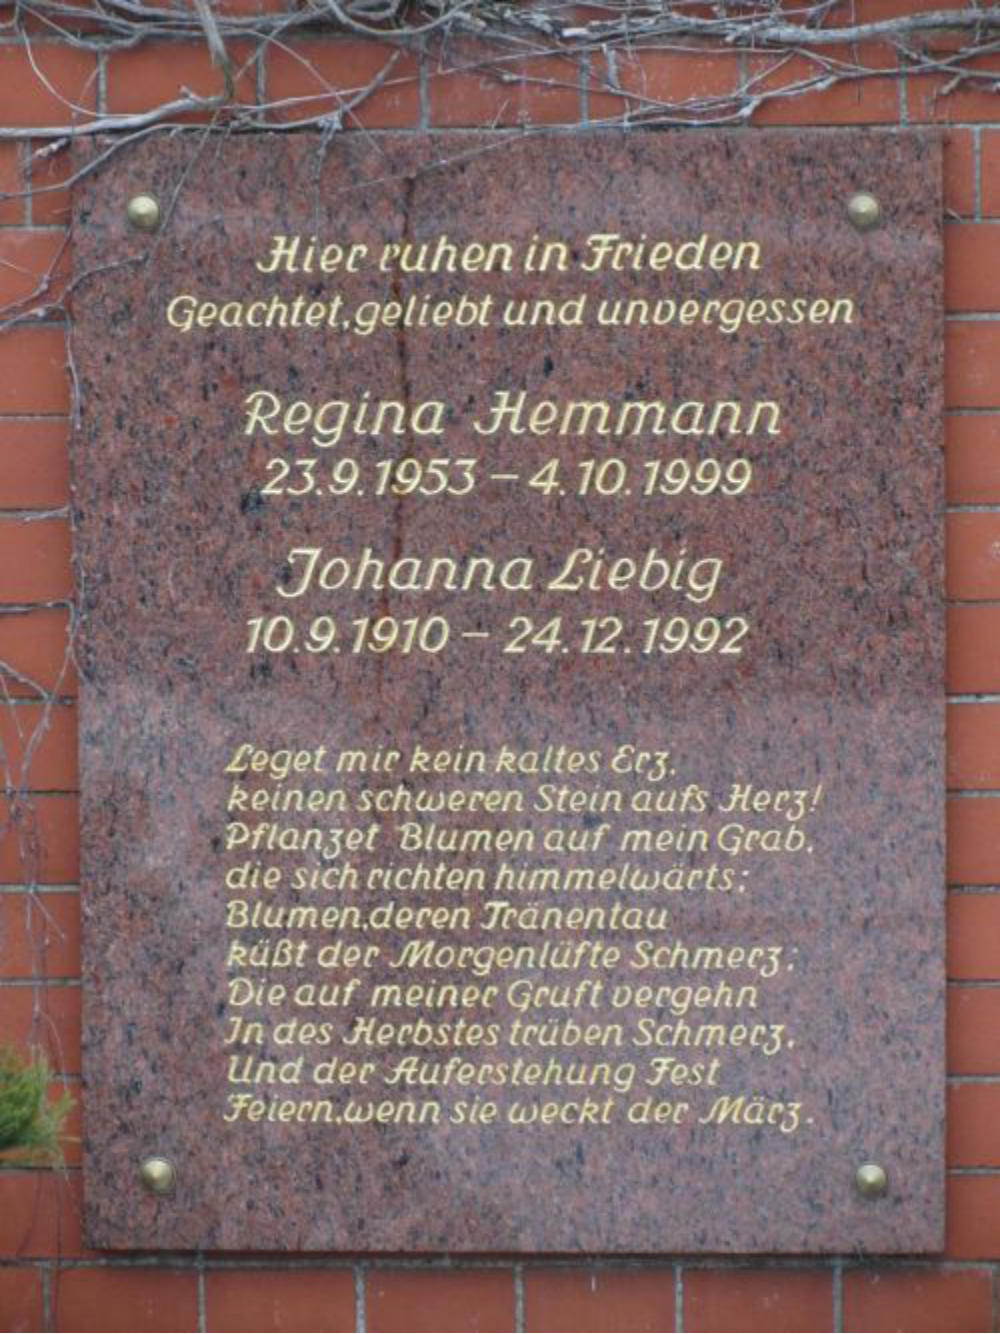 Hier ruhen in Frieden
Geachtet, geliebt und unvergessen
Regina Hemmann
23.9.1953 – 4.10.1999
Johanna Liebig
10.9.1910 – 24.12.1992
Leget mir kein kaltes Erz,
keinen schweren Stein aufs Herz!
Pflanzet Blumen auf mein Grab,
die sich richten himmelwärts;
Blumen, deren Tränentau
küßt der Morgenlüfte Schmerz;
Die auf meiner Gruft vergehn
In des Herbstes trüben Schmerz,
Und der Auferstehung Fest
Feiern, wenn sie weckt der März.